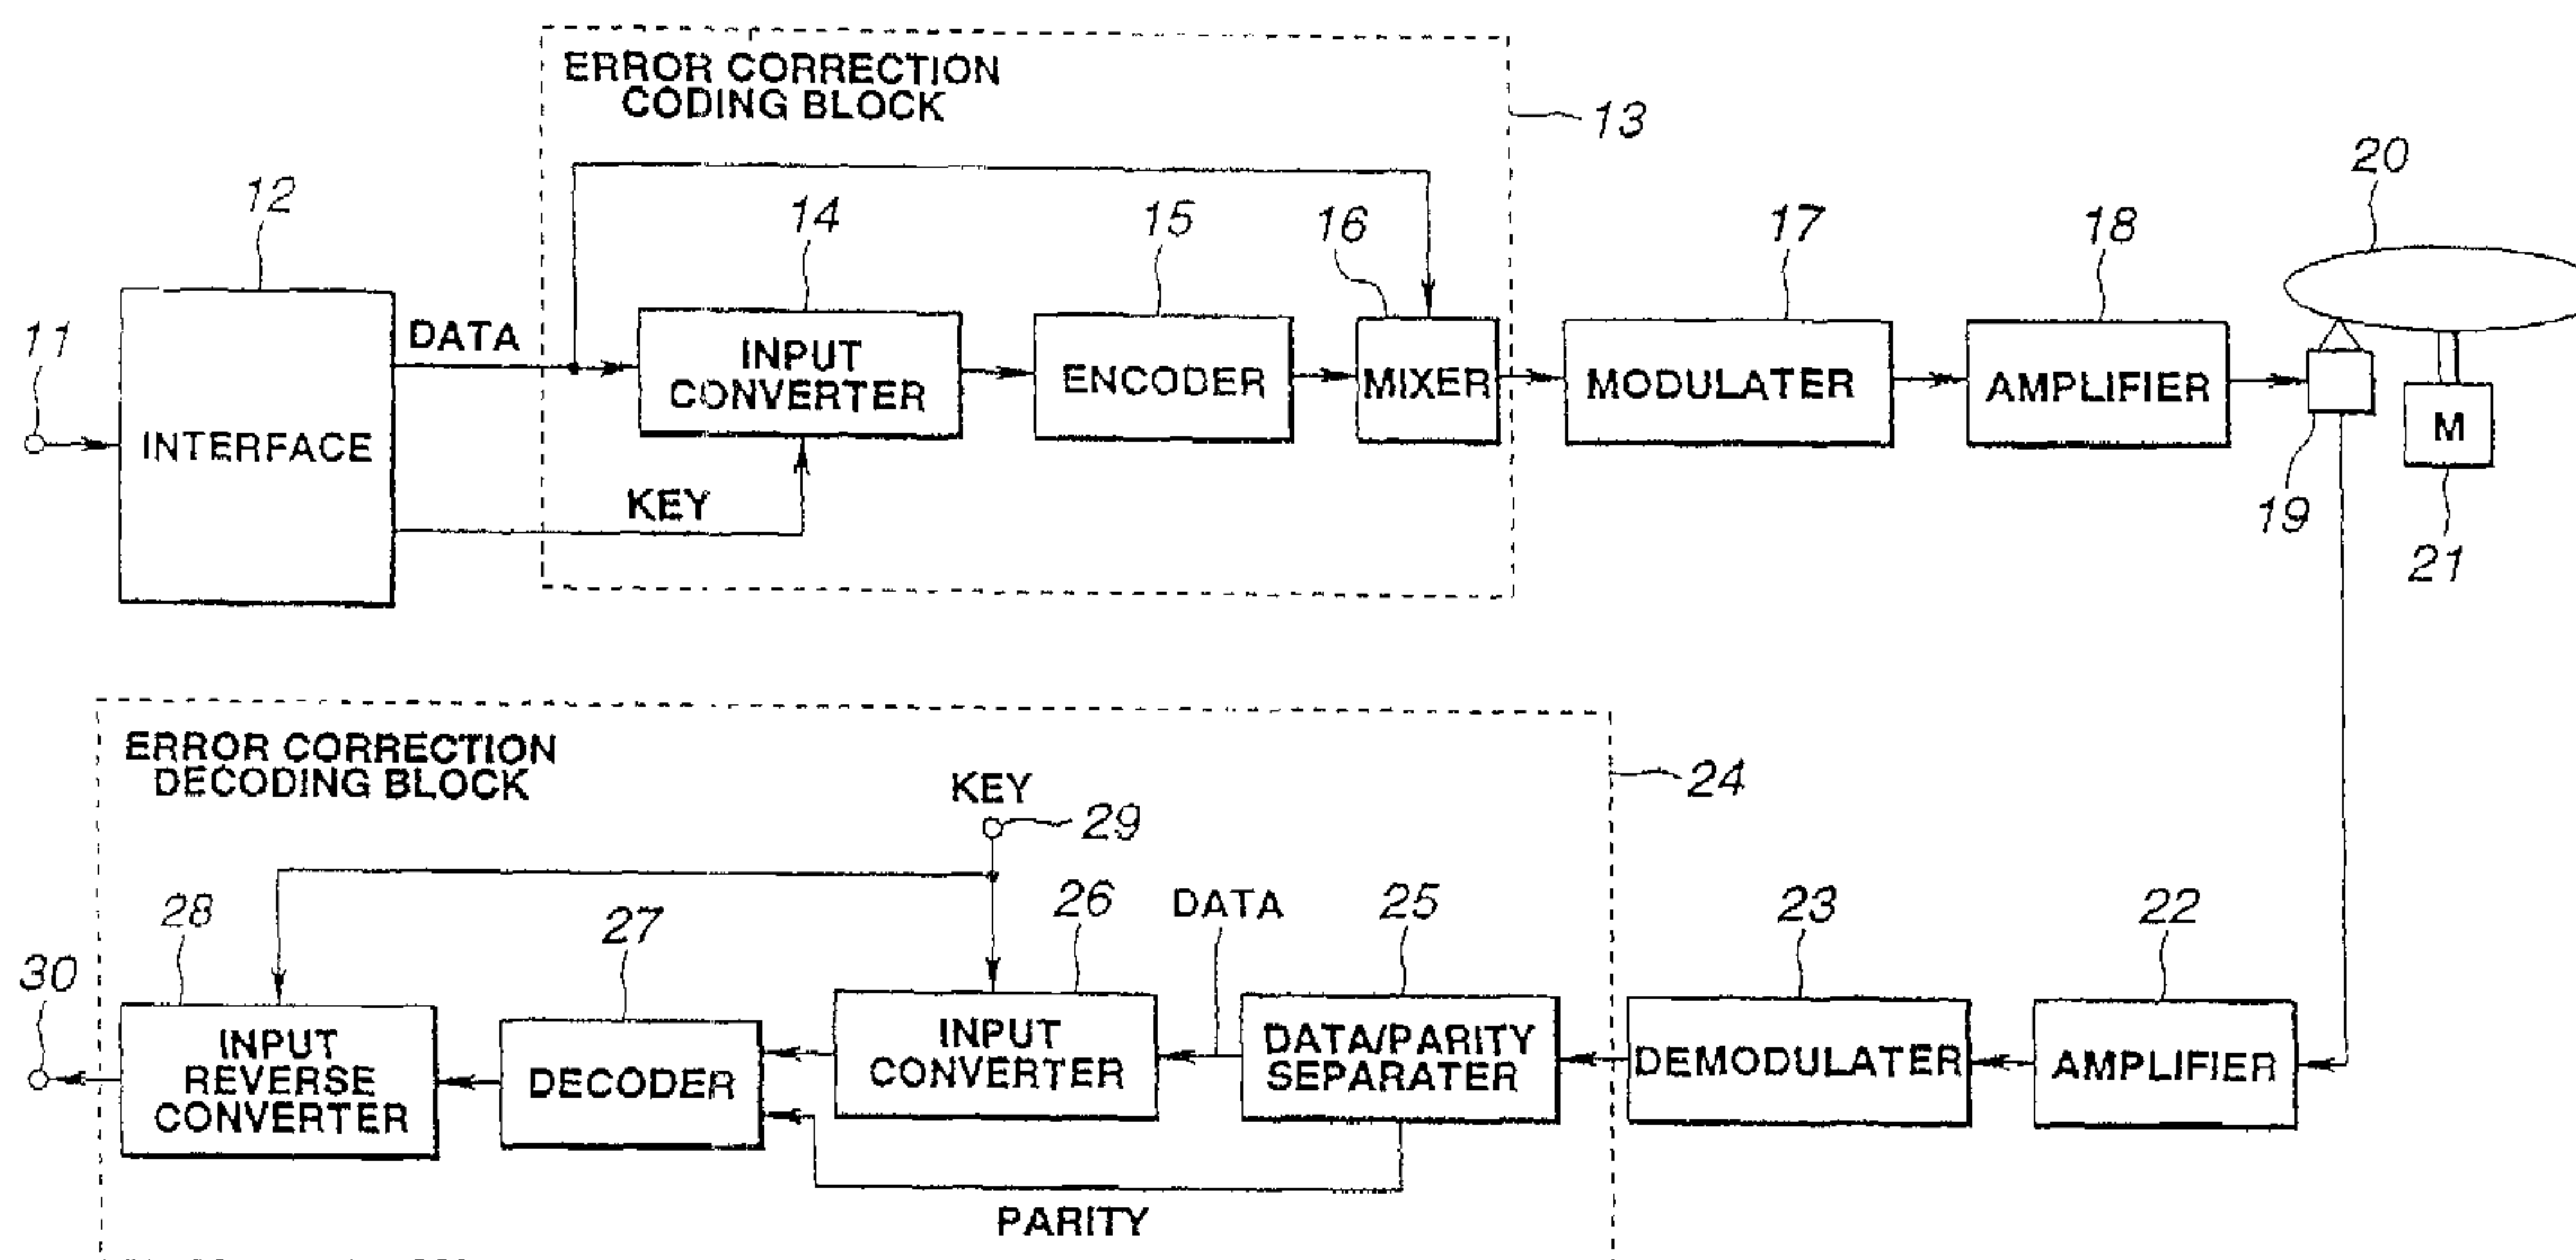 ERROR CORRECTION
CODING BLOCK
13
20
12
14
15
16
17
18
11
DATA
INPUT
CONVERTER
ENCODER
MIXER
MODULATER
AMPLIFIER
M
INTERFACE
KEY
19
21
ERROR CORRECTION
DECODING BLOCK
24
KEY
29
28
27
26
DATA
25
23
22
30
INPUT
REVERSE
CONVERTER
DECODER
INPUT
CONVERTER
DATA/PARITY
SEPARATER
DEMODULATER
AMPLIFIER
PARITY